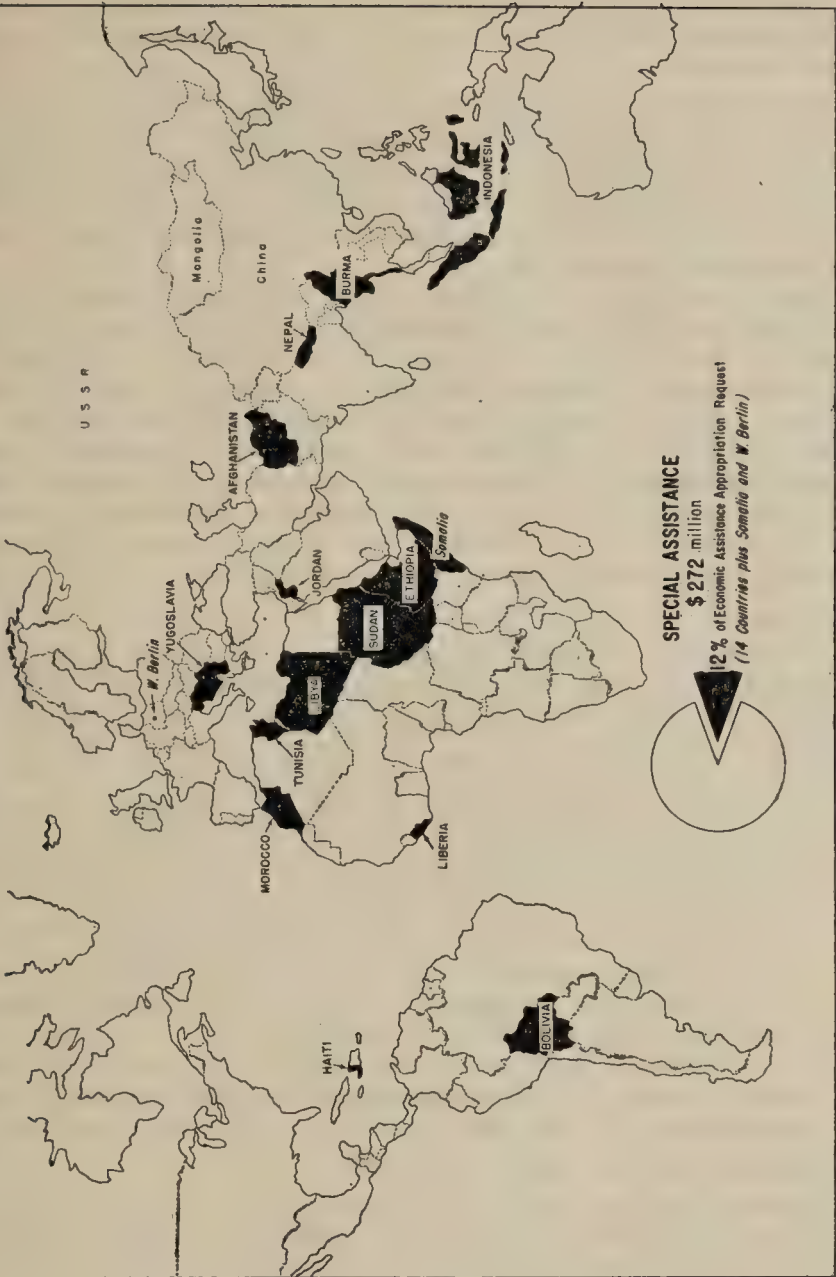 U S S R
Mongolia
China
W. Berlin
YUGOSLAVIA
AFGHANISTAN
NEPAL
BURMA
INDONESIA
JORDAN
TUNISIA
MOROCCO
LIBYA
SUDAN
ETHIOPIA
Somalia
LIBERIA
HAITI
BOLIVIA
SPECIAL ASSISTANCE
$ 272 million
12% of Economic Assistance Appropriation Request
(14 Countries plus Somalia and W. Berlin)